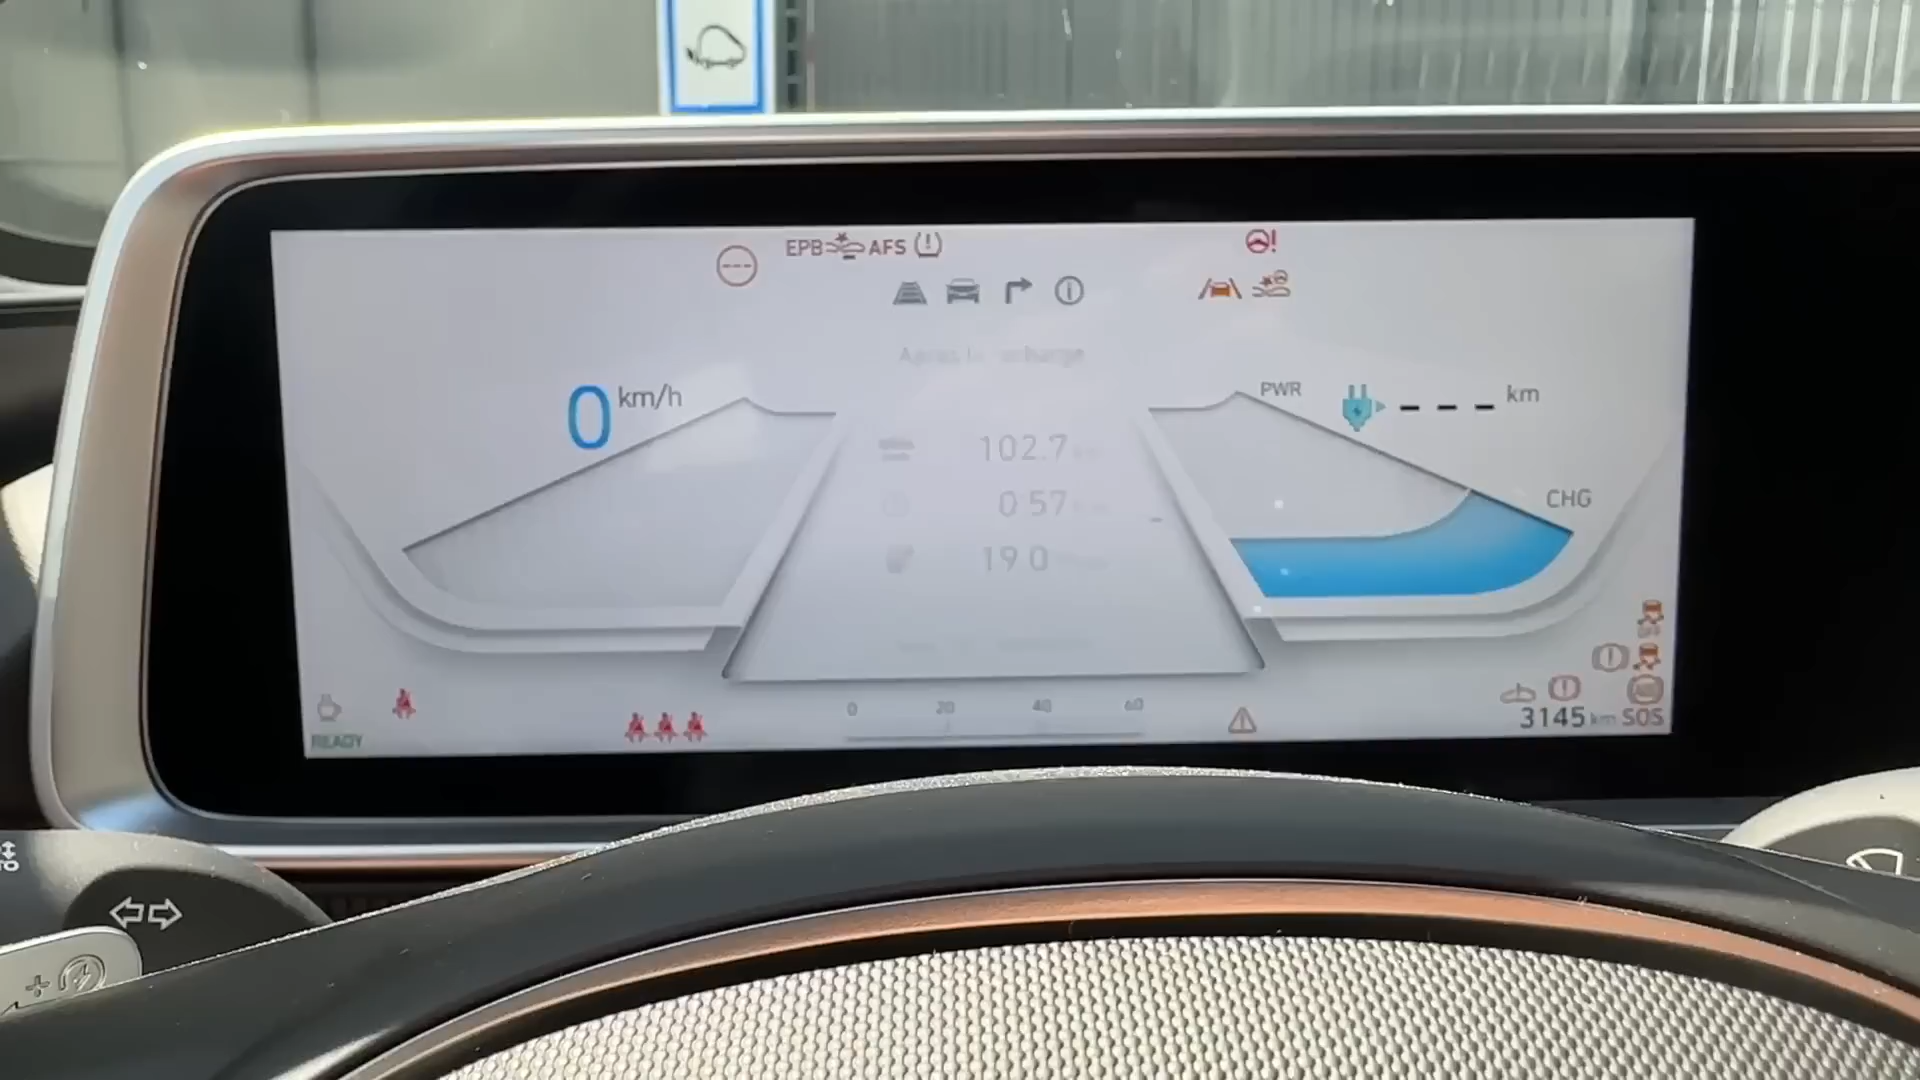 EPB AFS
0 km/h
PWR
--- km
102.7
CHG
0:57
19.0
0 20 40 60
OFF
READY
3145 km SOS